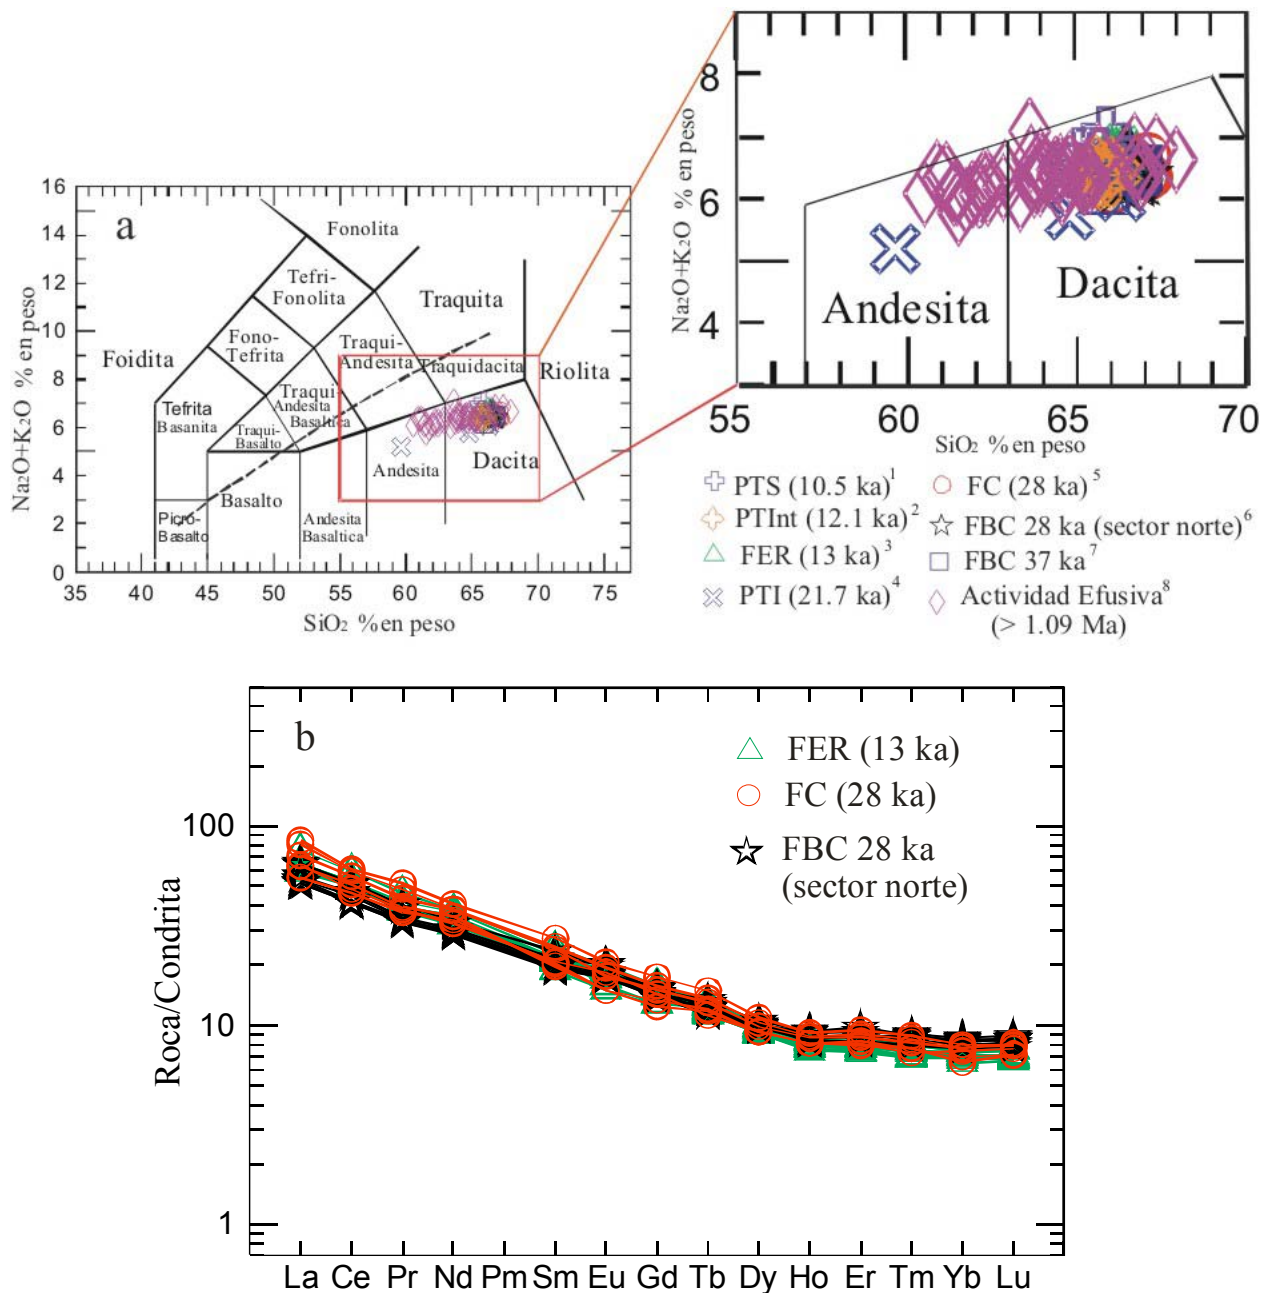 a
Na₂O+K₂O % en peso
16
14
12
10
8
6
4
2
0
35
45
50
55
60
65
70
75
SiO₂ % en peso
Fonolita
Tefri-
Fonolita
Fono-
Tefrita
Foidita
Tefrita
Basanita
Traquita
Traqui-
Andesita
Traquidacita
Riolita
Traqui-
Andesita
Basaltica
Traqui-
Basalto
Andesita
Dacita
Basalto
Picro-
Basalto
Andesita
Basaltica
Na₂O+K₂O % en peso
8
6
4
Andesita
Dacita
55
60
65
70
SiO₂ % en peso
PTS (10.5 ka)¹
PTInt (12.1 ka)²
FER (13 ka)³
PTI (21.7 ka)⁴
FC (28 ka)⁵
FBC 28 ka (sector norte)⁶
FBC 37 ka⁷
Actividad Efusiva⁸
(> 1.09 Ma)
b
FER (13 ka)
FC (28 ka)
FBC 28 ka
(sector norte)
Roca/Condrita
100
10
1
La Ce Pr Nd Pm Sm Eu Gd Tb Dy Ho Er Tm Yb Lu